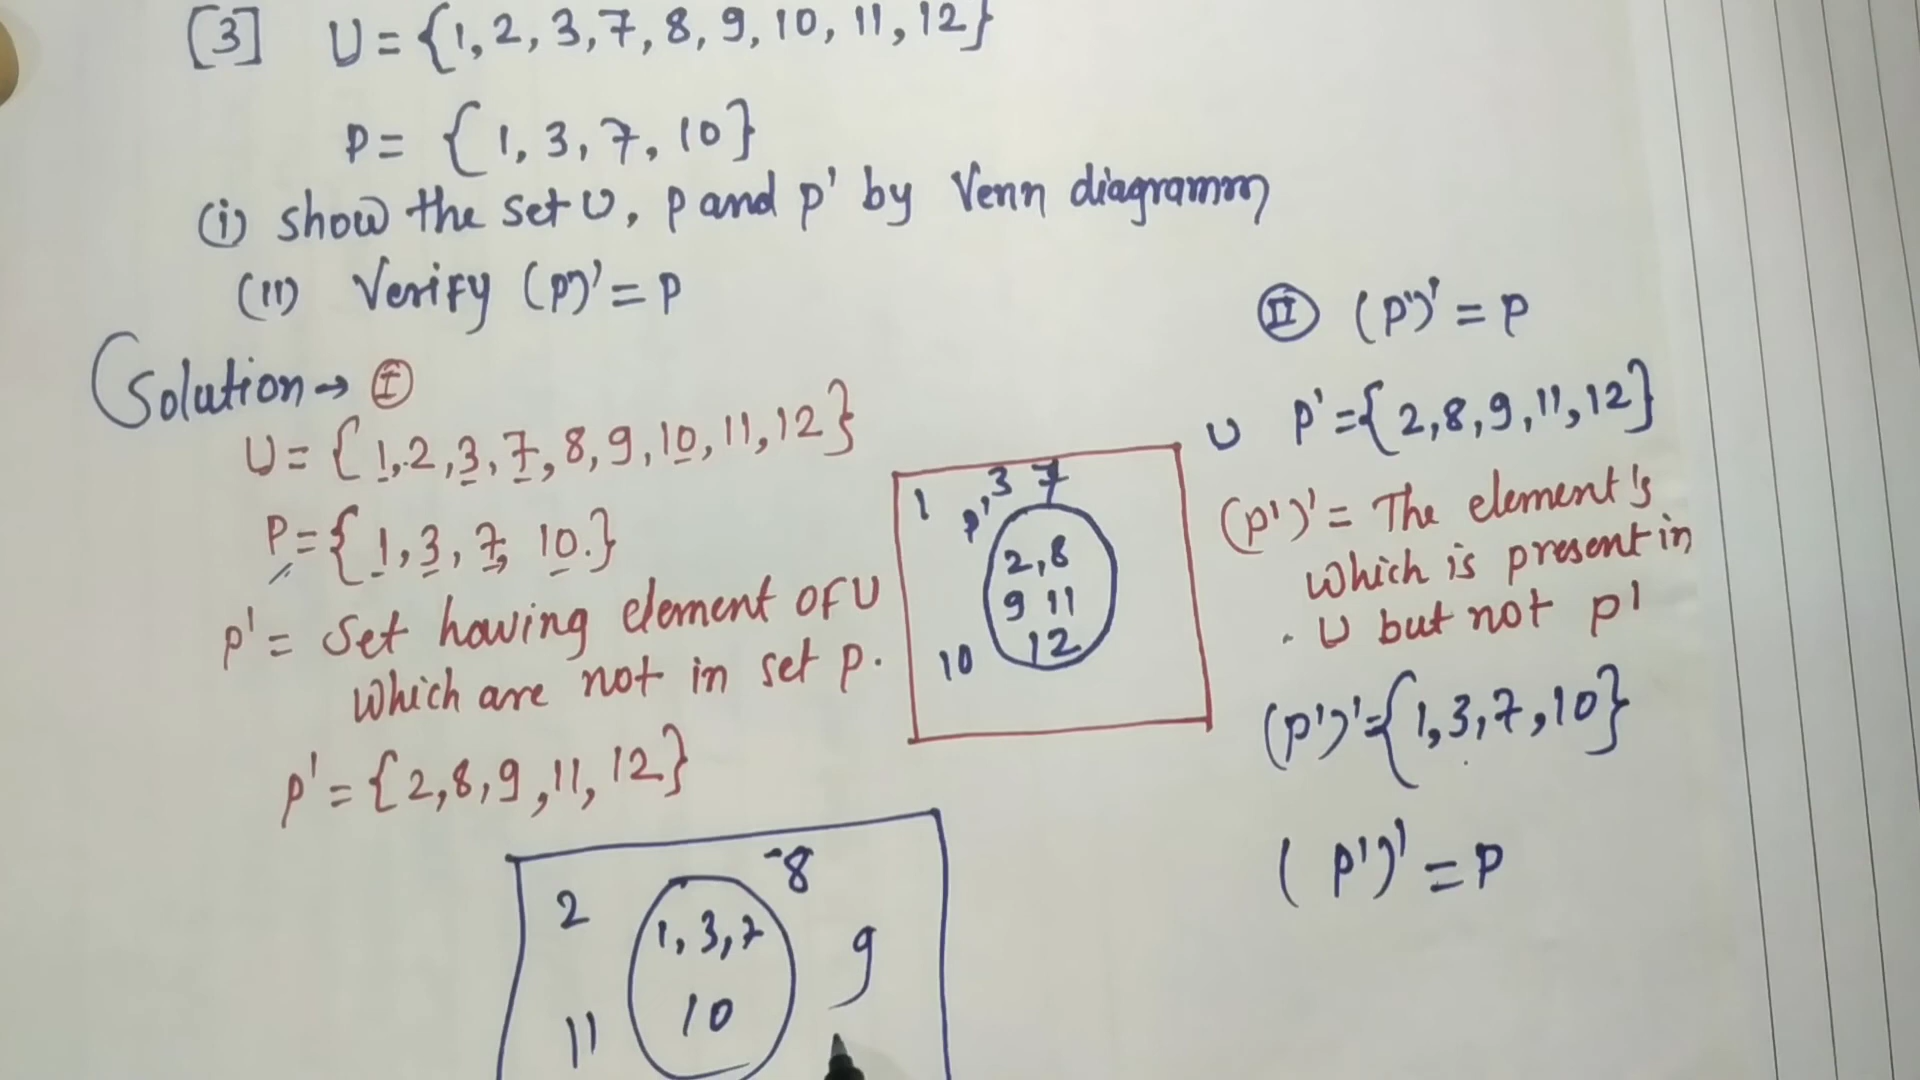 [3] U = {1, 2, 3, 7, 8, 9, 10, 11, 12}
P = {1, 3, 7, 10}
(i) show the set U, P and P' by Venn diagramm
(II) Verify (P')' = P
Solution → I
U = {1, 2, 3, 7, 8, 9, 10, 11, 12}
P = {1, 3, 7, 10.}
P' = Set having element of U
which are not in set P.
P' = {2, 8, 9, 11, 12}
U
1 P' , 3 7
2, 8
9 11
10 12
II (P')' = P
P' = {2, 8, 9, 11, 12}
(P')' = The element's
which is present in
U but not P'
(P')' = {1, 3, 7, 10}
(P')' = P
8
2 1, 3, 7 9
11 10